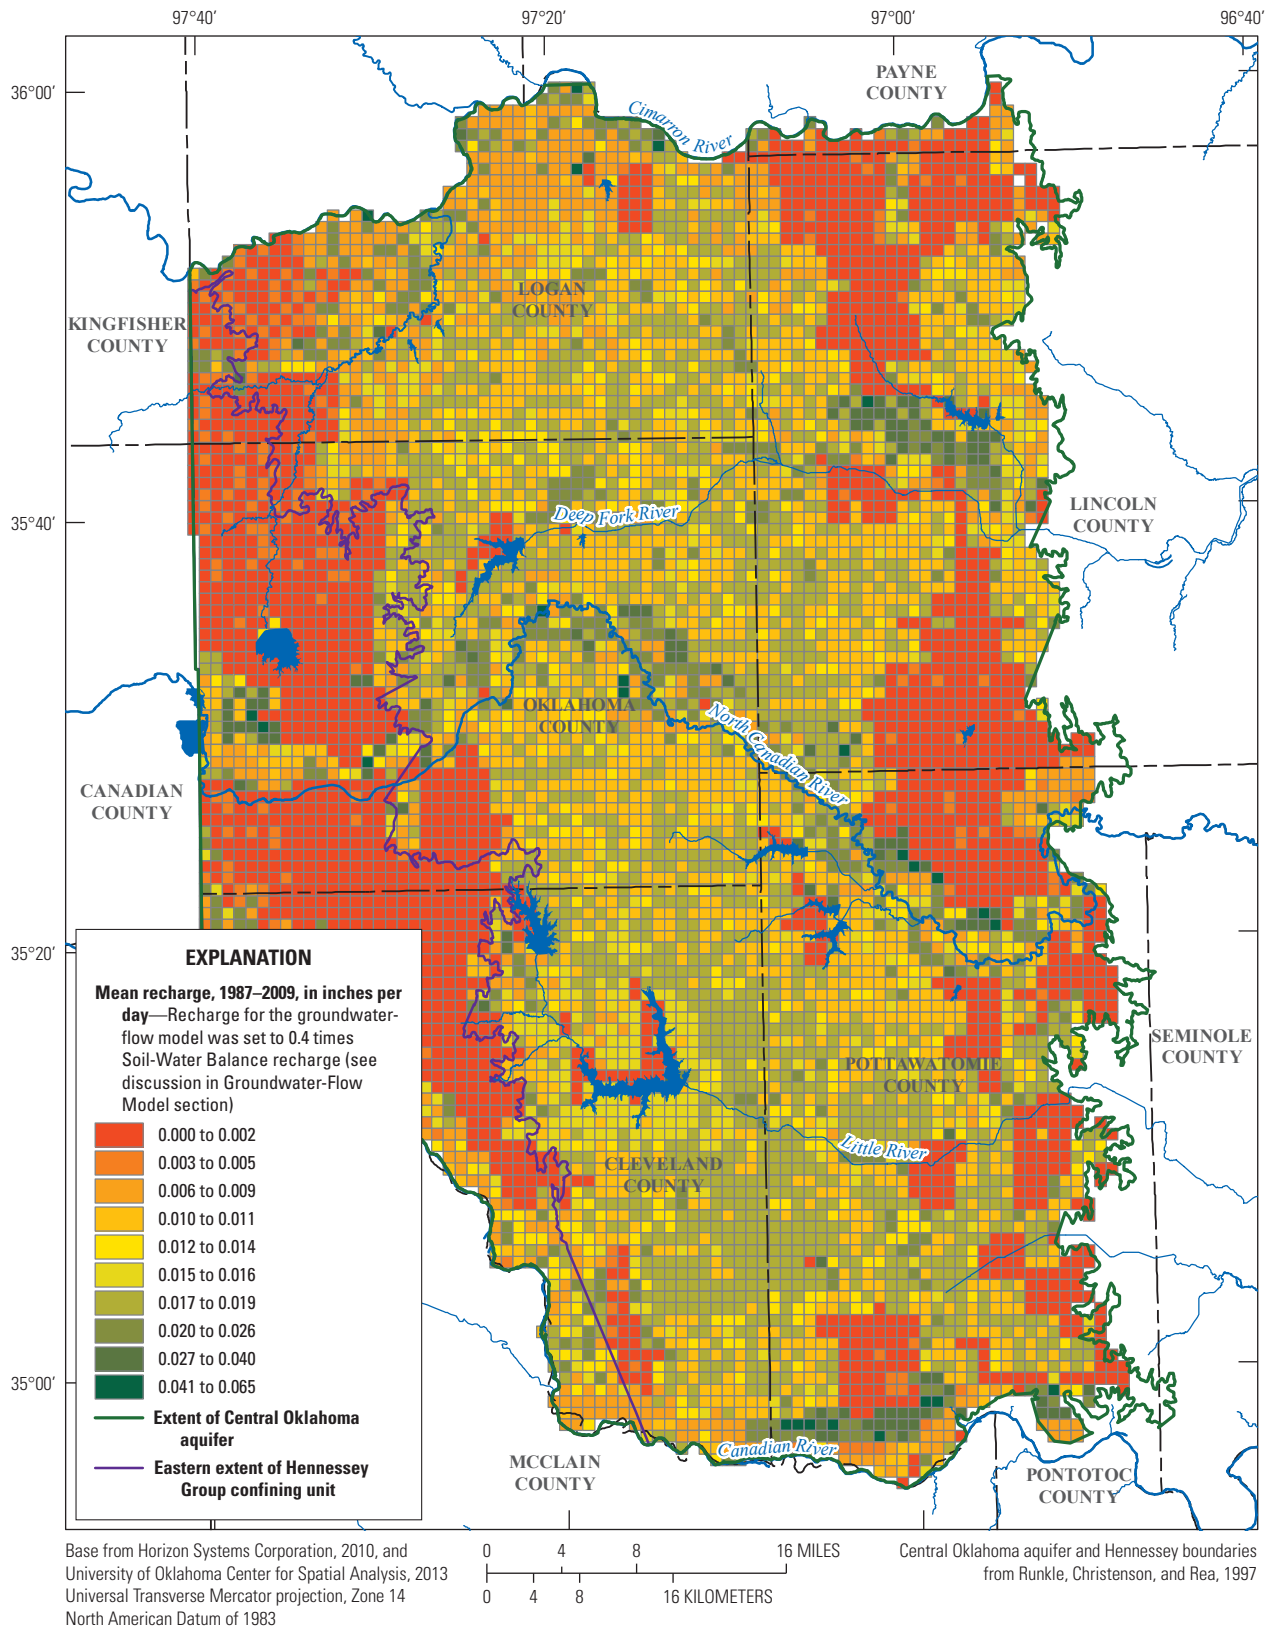 97°40′
97°20′
97°00′
96°40′
36°00′
35°40′
35°20′
35°00′
PAYNE
COUNTY
Cimarron River
LOGAN
COUNTY
KINGFISHER
COUNTY
LINCOLN
COUNTY
Deep Fork River
OKLAHOMA
COUNTY
North Canadian River
CANADIAN
COUNTY
SEMINOLE
COUNTY
POTTAWATOMIE
COUNTY
Little River
CLEVELAND
COUNTY
Canadian River
MCCLAIN
COUNTY
PONTOTOC
COUNTY
EXPLANATION
Mean recharge, 1987–2009, in inches per
day—Recharge for the groundwater-
flow model was set to 0.4 times
Soil-Water Balance recharge (see
discussion in Groundwater-Flow
Model section)
0.000 to 0.002
0.003 to 0.005
0.006 to 0.009
0.010 to 0.011
0.012 to 0.014
0.015 to 0.016
0.017 to 0.019
0.020 to 0.026
0.027 to 0.040
0.041 to 0.065
Extent of Central Oklahoma
aquifer
Eastern extent of Hennessey
Group confining unit
Base from Horizon Systems Corporation, 2010, and
University of Oklahoma Center for Spatial Analysis, 2013
Universal Transverse Mercator projection, Zone 14
North American Datum of 1983
0 4 8 16 MILES
0 4 8 16 KILOMETERS
Central Oklahoma aquifer and Hennessey boundaries
from Runkle, Christenson, and Rea, 1997